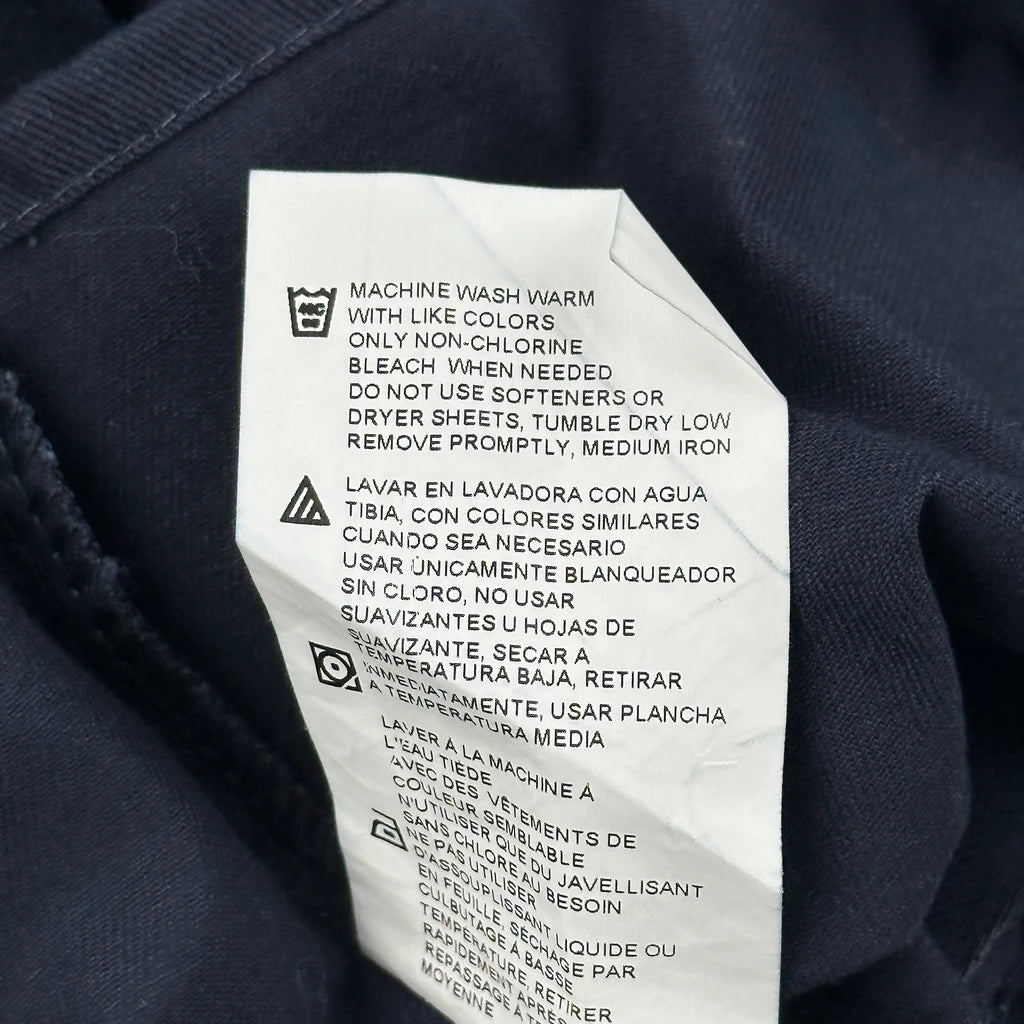 40C
MACHINE WASH WARM
WITH LIKE COLORS
ONLY NON-CHLORINE
BLEACH WHEN NEEDED
DO NOT USE SOFTENERS OR
DRYER SHEETS, TUMBLE DRY LOW
REMOVE PROMPTLY, MEDIUM IRON
LAVAR EN LAVADORA CON AGUA
TIBIA, CON COLORES SIMILARES
CUANDO SEA NECESARIO
USAR ÚNICAMENTE BLANQUEADOR
SIN CLORO, NO USAR
SUAVIZANTES U HOJAS DE
SUAVIZANTE, SECAR A
TEMPERATURA BAJA, RETIRAR
INMEDIATAMENTE, USAR PLANCHA
A TEMPERATURA MEDIA
LAVER À LA MACHINE À
L'EAU TIÈDE
AVEC DES VÊTEMENTS DE
COULEUR SEMBLABLE
N'UTILISER QUE DU JAVELLISANT
SANS CHLORE AU BESOIN
NE PAS UTILISER
D'ASSOUPLISSANT LIQUIDE OU
EN FEUILLE, SÉCHAGE PAR
CULBUTAGE À BASSE
TEMPÉRATURE, RETIRER
RAPIDEMENT APRÈS
REPASSAGE À
MOYENNE